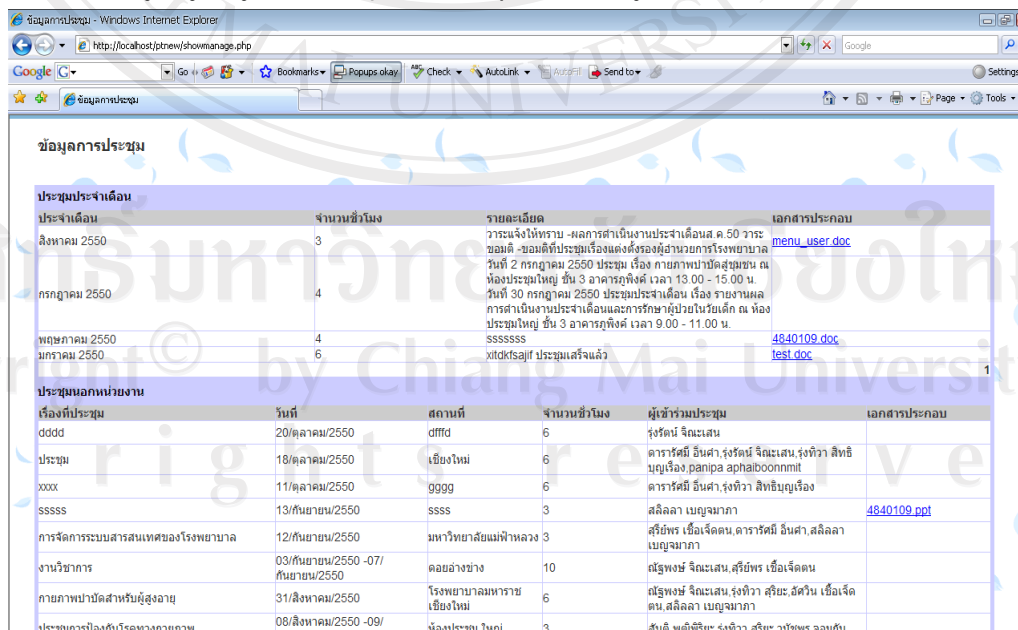 ข้อมูลการประชุม - Windows Internet Explorer
http://localhost/ptnew/showmanage.php
Google
Google G Go Bookmarks Popups okay Check AutoLink AutoFill Send to Settings
ข้อมูลการประชุม Page Tools
ข้อมูลการประชุม
ประชุมประจำเดือน
ประจำเดือน จำนวนชั่วโมง รายละเอียด เอกสารประกอบ
สิงหาคม 2550 3 วาระแจ้งให้ทราบ -ผลการดำเนินงานประจำเดือนส.ค.50 วาระ
ขอมติ -ขอมติที่ประชุมเรื่องแต่งตั้งรองผู้อำนวยการโรงพยาบาล menu_user.doc
วันที่ 2 กรกฎาคม 2550 ประชุม เรื่อง กายภาพบำบัดสู่ชุมชน ณ
ห้องประชุมใหญ่ ชั้น 3 อาคารภูพิงค์ เวลา 13.00 - 15.00 น.
กรกฎาคม 2550 4 วันที่ 30 กรกฎาคม 2550 ประชุมประจำเดือน เรื่อง รายงานผล
การดำเนินงานประจำเดือนและการรักษาผู้ป่วยในวัยเด็ก ณ ห้อง
ประชุมใหญ่ ชั้น 3 อาคารภูพิงค์ เวลา 9.00 - 11.00 น.
พฤษภาคม 2550 4 sssssss 4840109.doc
มกราคม 2550 6 xitdkfsajif ประชุมเสร็จแล้ว test.doc
1
ประชุมนอกหน่วยงาน
เรื่องที่ประชุม วันที่ สถานที่ จำนวนชั่วโมง ผู้เข้าร่วมประชุม เอกสารประกอบ
dddd 20/ตุลาคม/2550 dfffd 6 รุ่งรัตน์ จิณะเสน
ประชุม 18/ตุลาคม/2550 เชียงใหม่ 6 ดารารัศมี อินคำ,รุ่งรัตน์ จิณะเสน,รุ่งทิวา สิทธิ
บุญเรือง,panipa aphaiboonnmit
xxxx 11/ตุลาคม/2550 gggg 6 ดารารัศมี อินคำ,รุ่งทิวา สิทธิบุญเรือง
sssss 13/กันยายน/2550 ssss 3 สลิลลา เบญจมาภา 4840109.ppt
การจัดการระบบสารสนเทศของโรงพยาบาล 12/กันยายน/2550 มหาวิทยาลัยแม่ฟ้าหลวง 3 สุรีย์พร เชื้อเจ็ดตน,ดารารัศมี อินคำ,สลิลลา
เบญจมาภา
งานวิชาการ 03/กันยายน/2550 -07/
กันยายน/2550 ดอยอ่างข่าง 10 ณัฐพงษ์ จิณะเสน,สุรีย์พร เชื้อเจ็ดตน
กายภาพบำบัดสำหรับผู้สูงอายุ 31/สิงหาคม/2550 โรงพยาบาลมหาราช
เชียงใหม่ 6 ณัฐพงษ์ จิณะเสน,รุ่งทิวา สุริยะ,อัศวิน เชื้อเจ็ด
ตน,สลิลลา เบญจมาภา
ประชุมการป้องกันโรคทางกายภาพ 08/สิงหาคม/2550 -09/ ห้องประชุม ใหญ่ 3